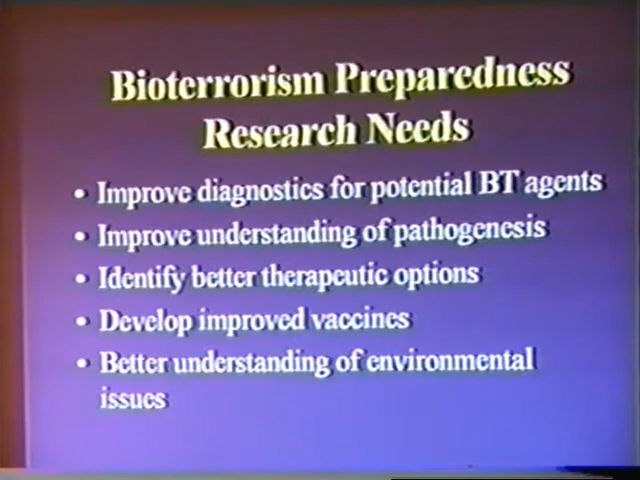 Bioterrorism Preparedness
Research Needs
• Improve diagnostics for potential BT agents
• Improve understanding of pathogenesis
• Identify better therapeutic options
• Develop improved vaccines
• Better understanding of environmental
issues